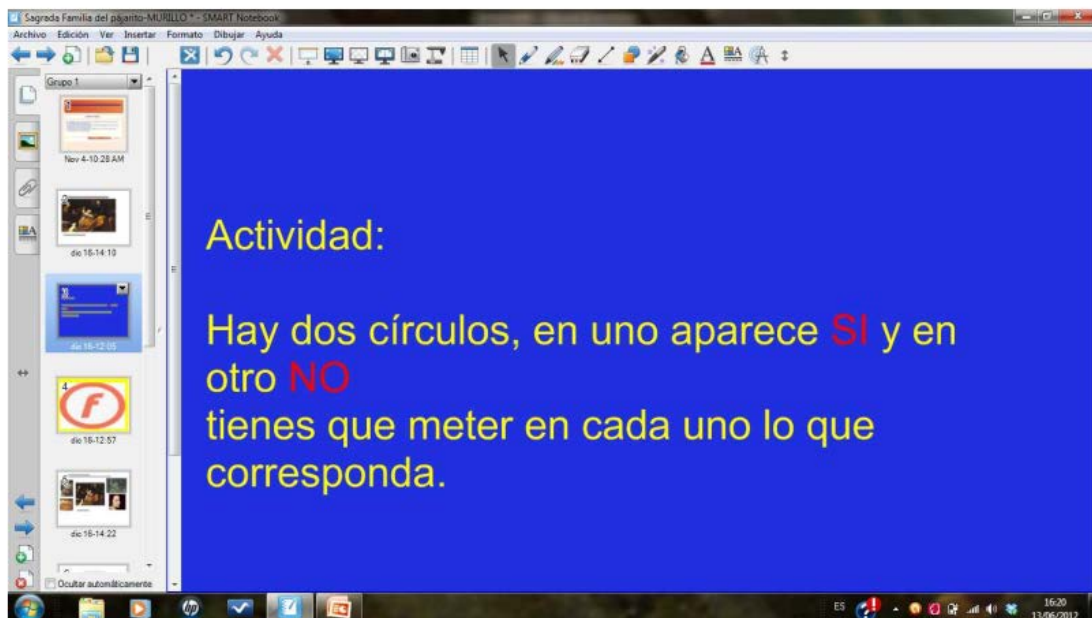 Sagrada Familia del pajarito-MURILLO * - SMART Notebook
Archivo Edición Ver Insertar Formato Dibujar Ayuda
Grupo 1
Nov 4-10:28 AM
2
dic 16-14:10
dic 16-12:05
4
dic 16-12:57
dic 16-14:22
Ocultar automáticamente
Actividad:
Hay dos círculos, en uno aparece SI y en
otro NO
tienes que meter en cada uno lo que
corresponda.
ES
16:20
13/06/2012